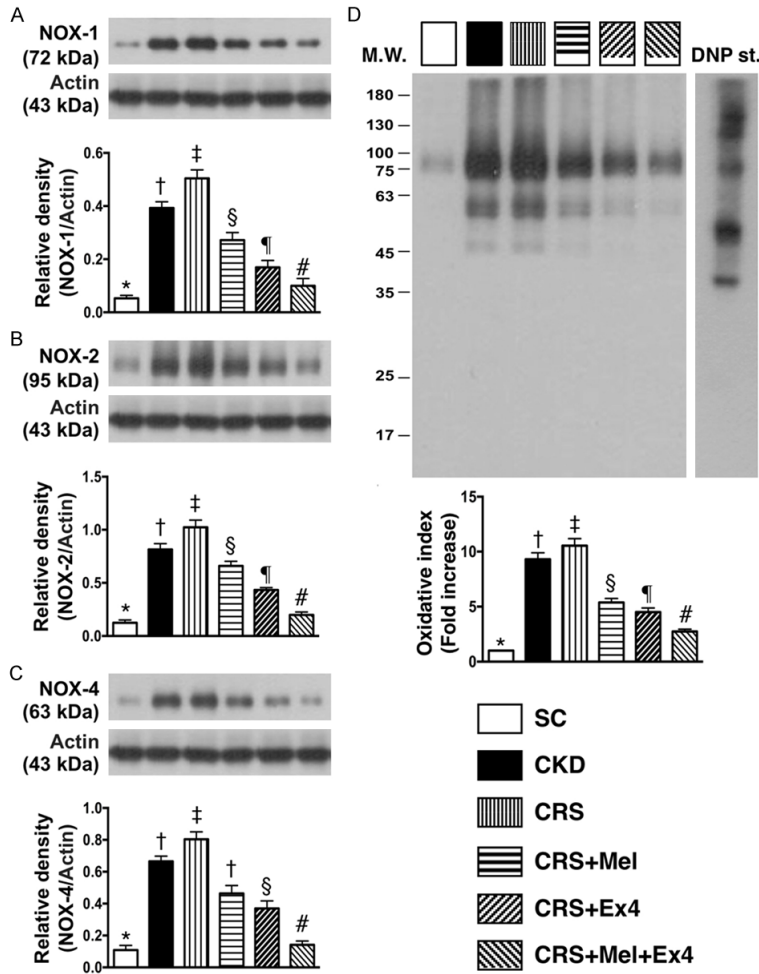 A
NOX-1
(72 kDa)
Actin
(43 kDa)
Relative density
(NOX-1/Actin)
0.6
0.4
0.2
0.0
*
†
‡
§
¶
#
B
NOX-2
(95 kDa)
Actin
(43 kDa)
Relative density
(NOX-2/Actin)
1.5
1.0
0.5
0.0
*
†
‡
§
¶
#
C
NOX-4
(63 kDa)
Actin
(43 kDa)
Relative density
(NOX-4/Actin)
1.0
0.8
0.6
0.4
0.2
0.0
*
†
‡
†
§
#
D
M.W.
DNP st.
180
130
100
75
63
45
35
25
17
Oxidative index
(Fold increase)
15
10
5
0
*
†
‡
§
¶
#
SC
CKD
CRS
CRS+Mel
CRS+Ex4
CRS+Mel+Ex4